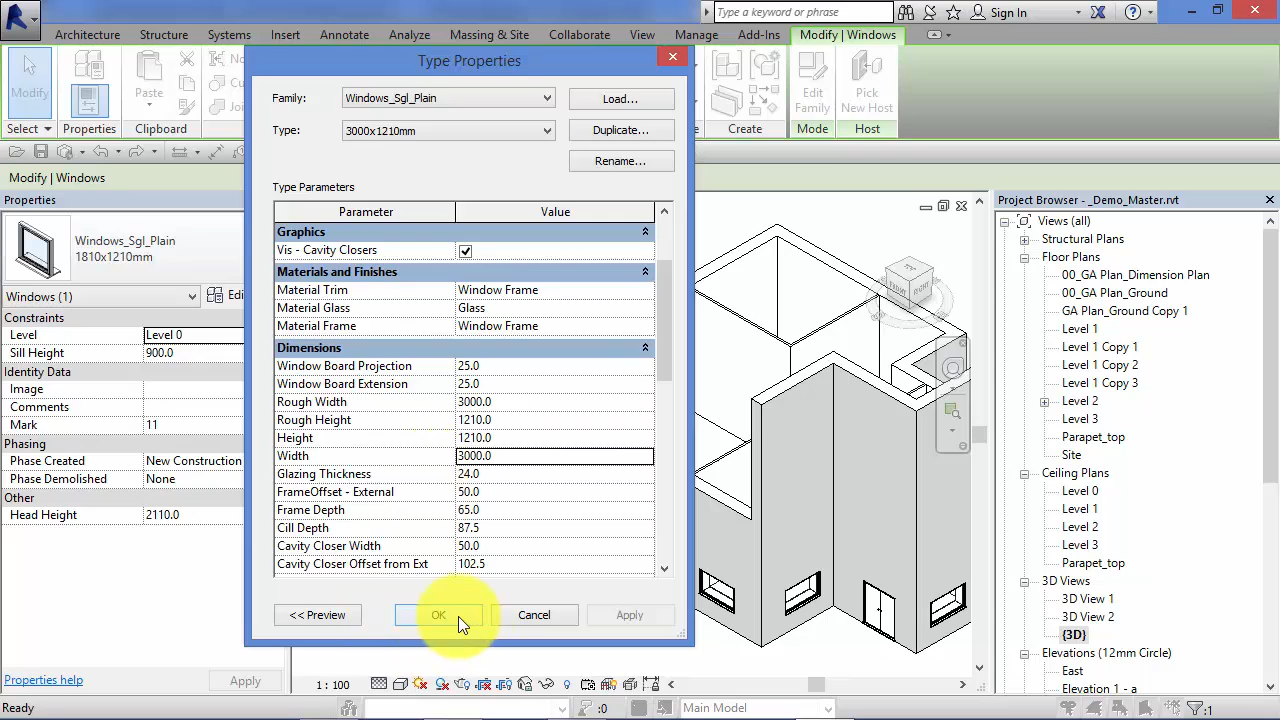 Type a keyword or phrase
Sign In
Architecture Structure Systems Insert Annotate Analyze Massing & Site Collaborate View Manage Add-Ins Modify | Windows
Modify
Paste
Edit Family
Pick New Host
Select Properties Clipboard Create Mode Host
Modify | Windows
Properties
Windows_Sgl_Plain
1810x1210mm
Windows (1)
Edi
Constraints
Level Level 0
Sill Height 900.0
Identity Data
Image
Comments
Mark 11
Phasing
Phase Created New Construction
Phase Demolished None
Other
Head Height 2110.0
Properties help
Apply
Type Properties
Family: Windows_Sgl_Plain Load...
Type: 3000x1210mm Duplicate...
Rename...
Type Parameters
Parameter Value
Graphics
Vis - Cavity Closers
Materials and Finishes
Material Trim Window Frame
Material Glass Glass
Material Frame Window Frame
Dimensions
Window Board Projection 25.0
Window Board Extension 25.0
Rough Width 3000.0
Rough Height 1210.0
Height 1210.0
Width 3000.0
Glazing Thickness 24.0
FrameOffset - External 50.0
Frame Depth 65.0
Cill Depth 87.5
Cavity Closer Width 50.0
Cavity Closer Offset from Ext 102.5
<< Preview OK Cancel Apply
FRONT
Project Browser - _Demo_Master.rvt
Views (all)
Structural Plans
Floor Plans
00_GA Plan_Dimension Plan
00_GA Plan_Ground
GA Plan_Ground Copy 1
Level 1
Level 1 Copy 1
Level 1 Copy 2
Level 1 Copy 3
Level 2
Level 3
Parapet_top
Site
Ceiling Plans
Level 0
Level 1
Level 2
Level 3
Parapet_top
3D Views
3D View 1
3D View 2
{3D}
Elevations (12mm Circle)
East
Elevation 1 - a
1 : 100
Ready
:0
Main Model
:1